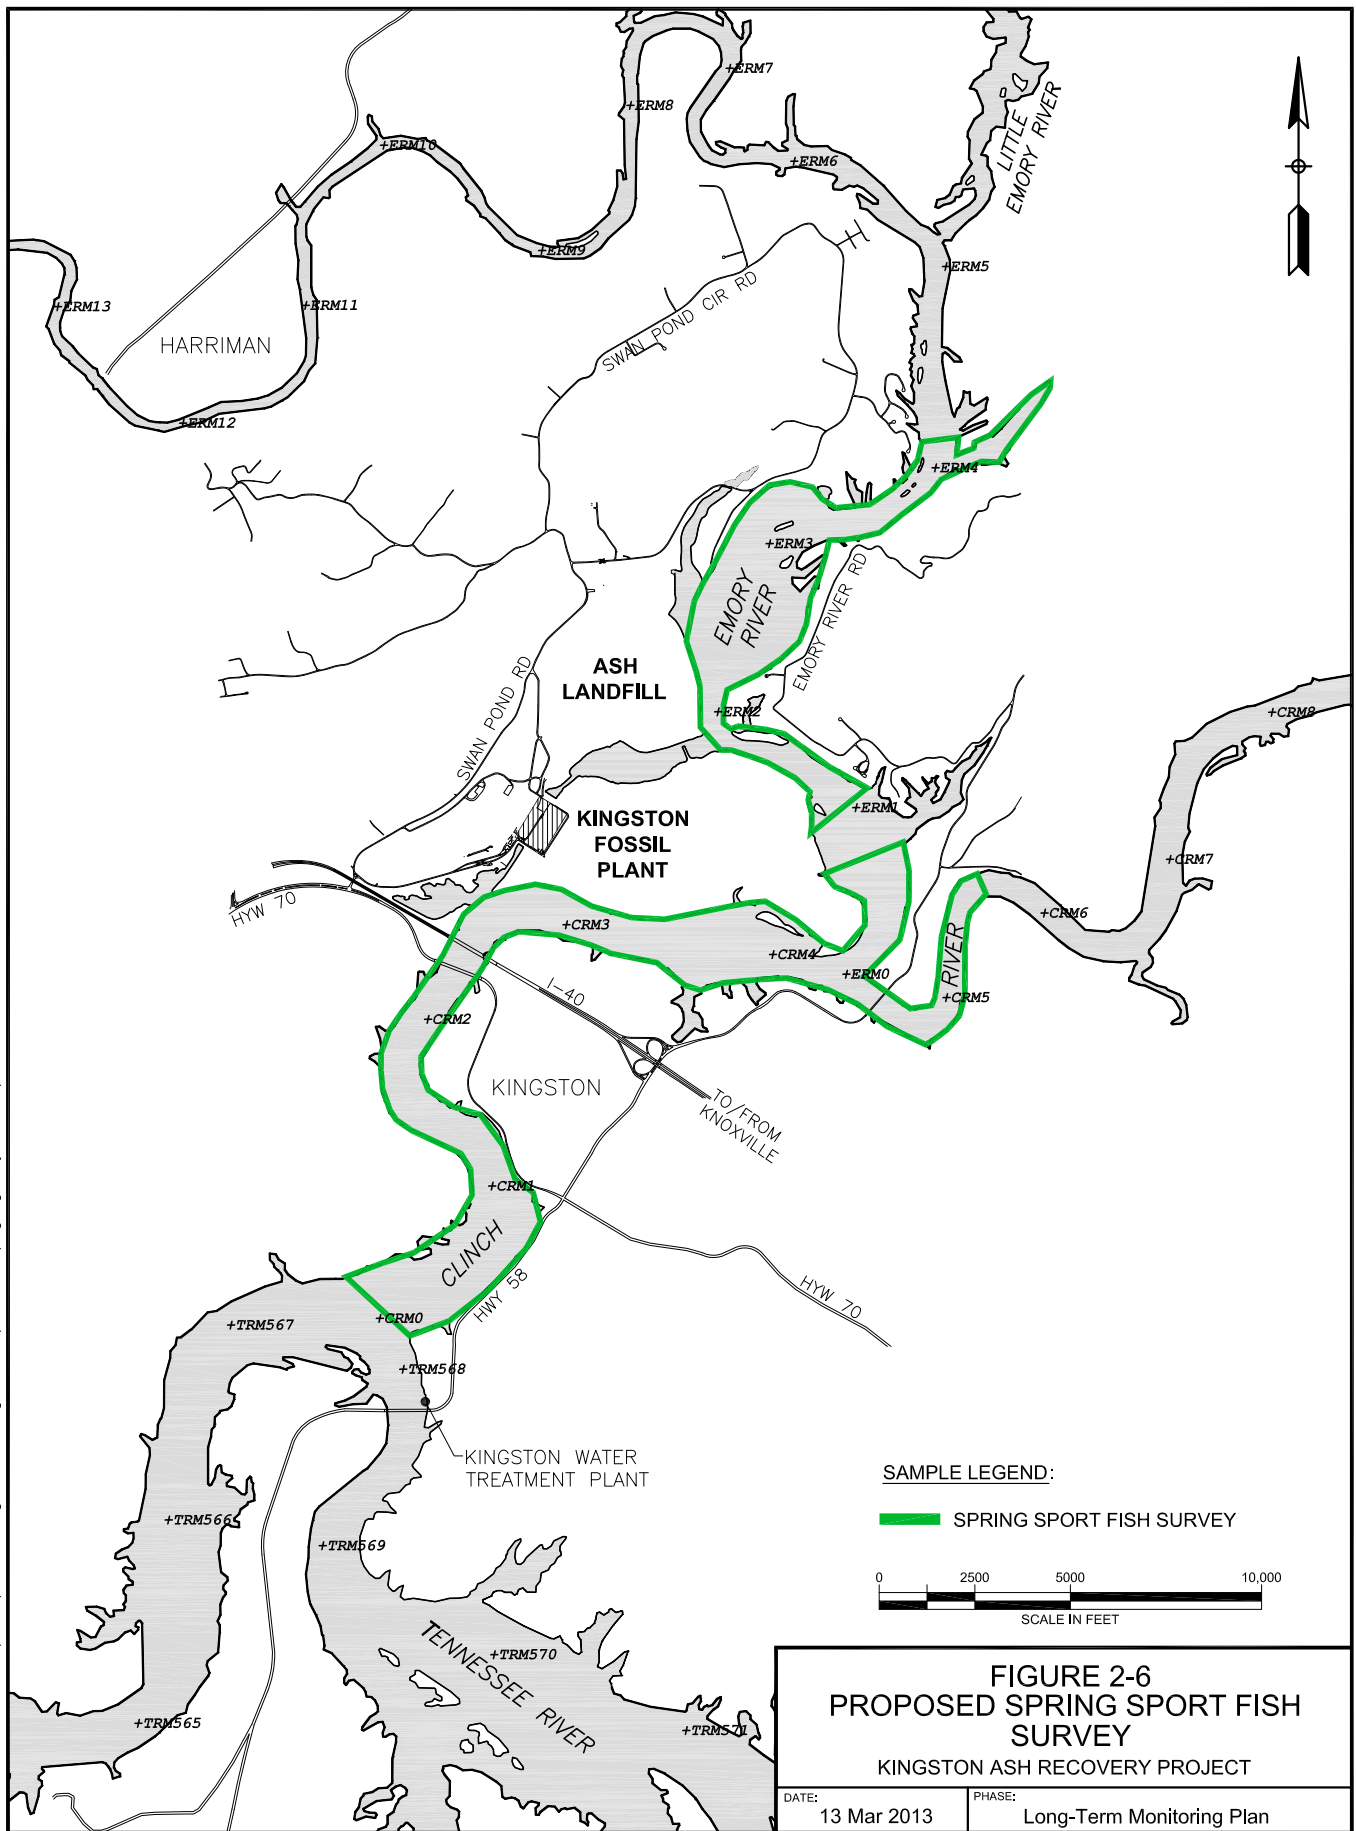 +ERM7
+ERM8
LITTLE
EMORY RIVER
+ERM10
+ERM6
+ERM9
+ERM5
+ERM13
+ERM11
HARRIMAN
SWAN POND CIR RD
+ERM12
+ERM4
+ERM3
EMORY
RIVER
EMORY RIVER RD
ASH
LANDFILL
SWAN POND RD
+ERM2
+CRM8
+ERM1
KINGSTON
FOSSIL
PLANT
+CRM7
HYW 70
+CRM3
+CRM6
+CRM4
RIVER
+ERM0
+CRM5
I-40
+CRM2
KINGSTON
TO/FROM
KNOXVILLE
+CRM1
CLINCH
HWY 58
HYW 70
+CRM0
+TRM567
+TRM568
KINGSTON WATER
TREATMENT PLANT
SAMPLE LEGEND:
SPRING SPORT FISH SURVEY
+TRM566
+TRM569
0 2500 5000 10,000
SCALE IN FEET
TENNESSEE RIVER
+TRM570
+TRM565
+TRM571
FIGURE 2-6
PROPOSED SPRING SPORT FISH
SURVEY
KINGSTON ASH RECOVERY PROJECT
DATE:
13 Mar 2013
PHASE:
Long-Term Monitoring Plan